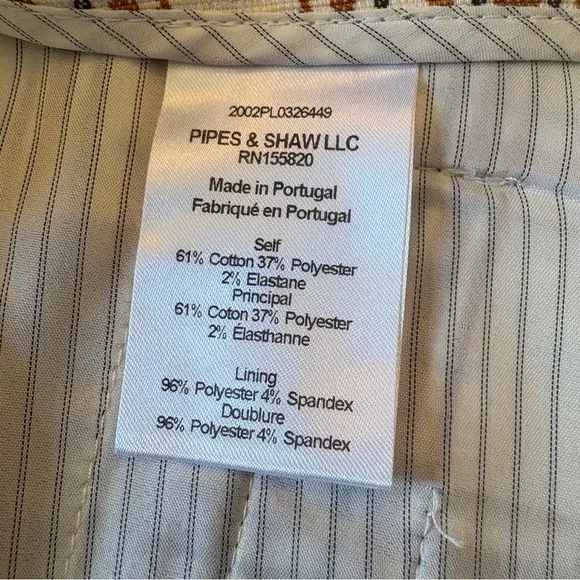 2002PL0326449
PIPES & SHAW LLC
RN155820
Made in Portugal
Fabriqué en Portugal
Self
61% Cotton 37% Polyester
2% Elastane
Principal
61% Coton 37% Polyester
2% Élasthanne
Lining
96% Polyester 4% Spandex
Doublure
96% Polyester 4% Spandex